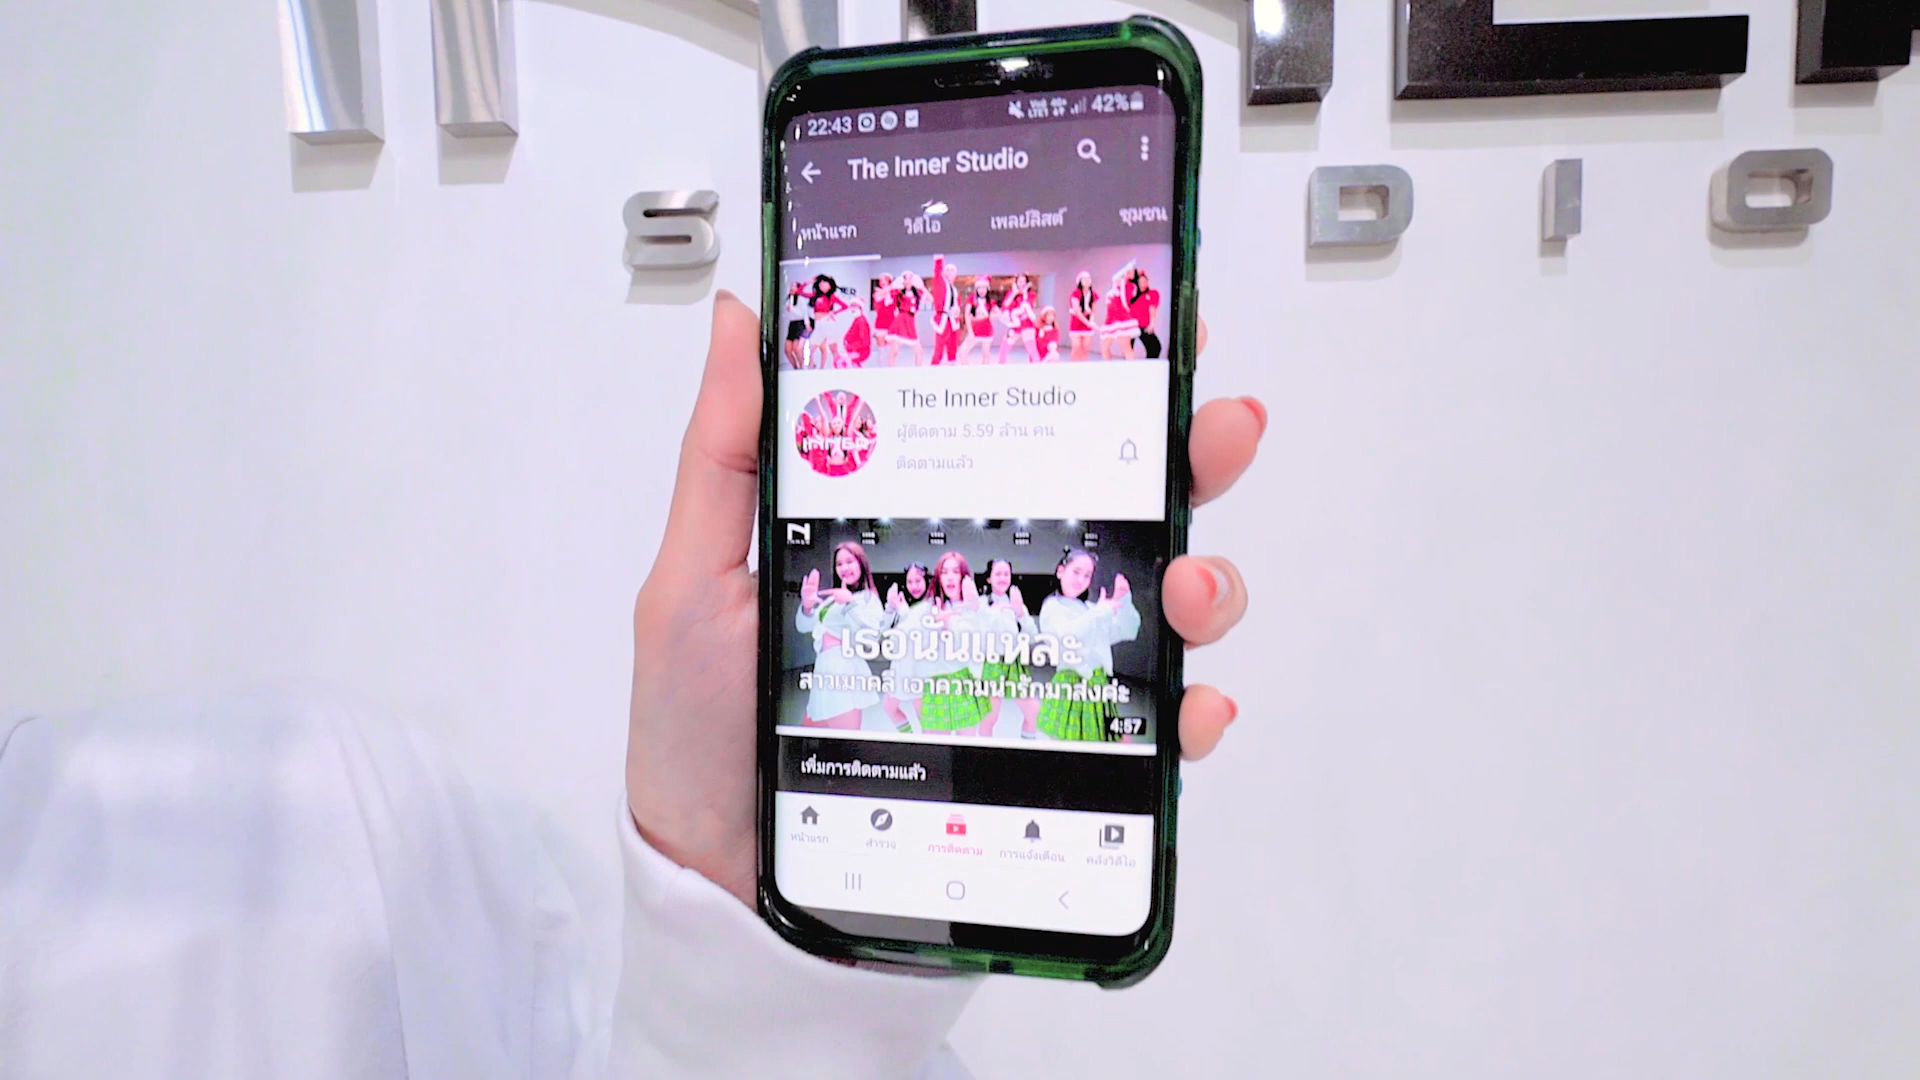 S
D I O
22:43
42%
The Inner Studio
หน้าแรก วิดีโอ เพลย์ลิสต์ ชุมชน
The Inner Studio
ผู้ติดตาม 5.59 ล้าน คน
ติดตามแล้ว
เธอนั่นแหละ
สาวเมาคลี เอาความน่ารักมาส่งค่ะ
4:57
เพิ่มการติดตามแล้ว
หน้าแรก สำรวจ การติดตาม การแจ้งเตือน คลังวิดีโอ